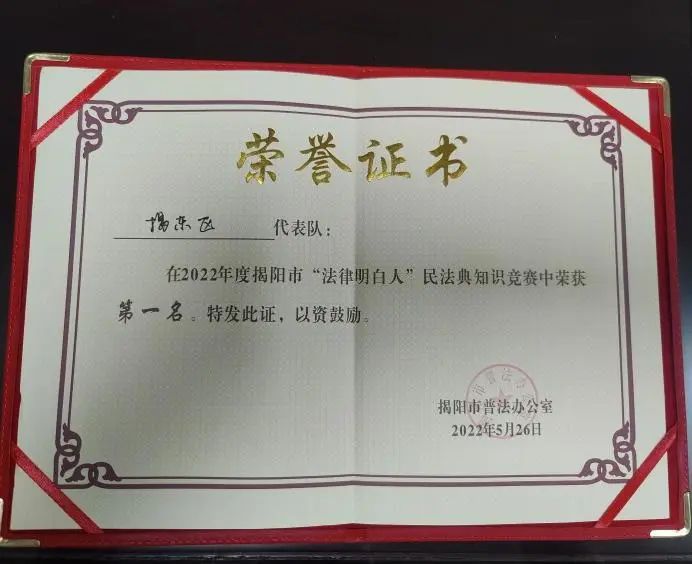 荣誉证书
揭东区 代表队：
在2022年度揭阳市“法律明白人”民法典知识竞赛中荣获
第一名。特发此证，以资鼓励。
揭阳市普法办公室
2022年5月26日